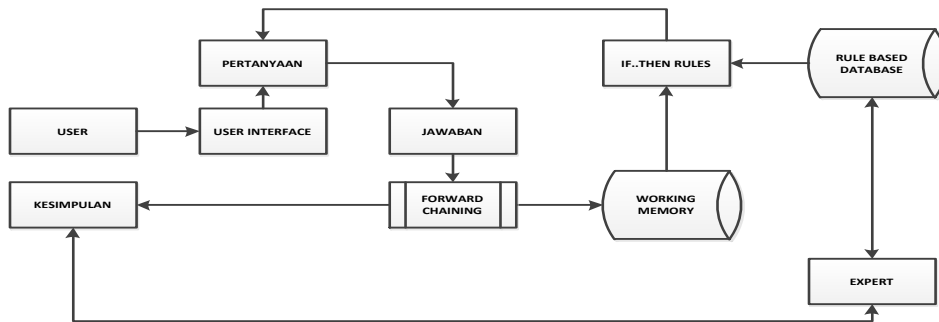 PERTANYAAN
IF..THEN RULES
RULE BASED
DATABASE
USER
USER INTERFACE
JAWABAN
KESIMPULAN
FORWARD
CHAINING
WORKING
MEMORY
EXPERT